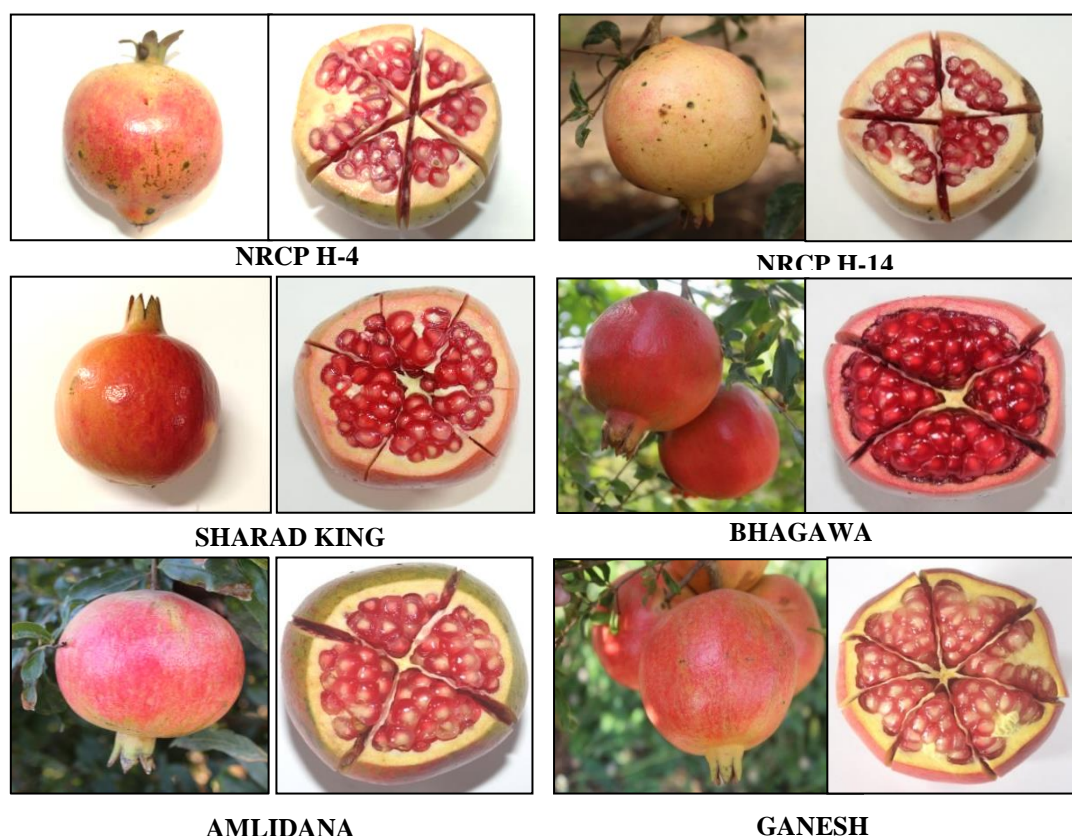 NRCP H-4
NRCP H-14
SHARAD KING
BHAGAWA
AMLIDANA
GANESH